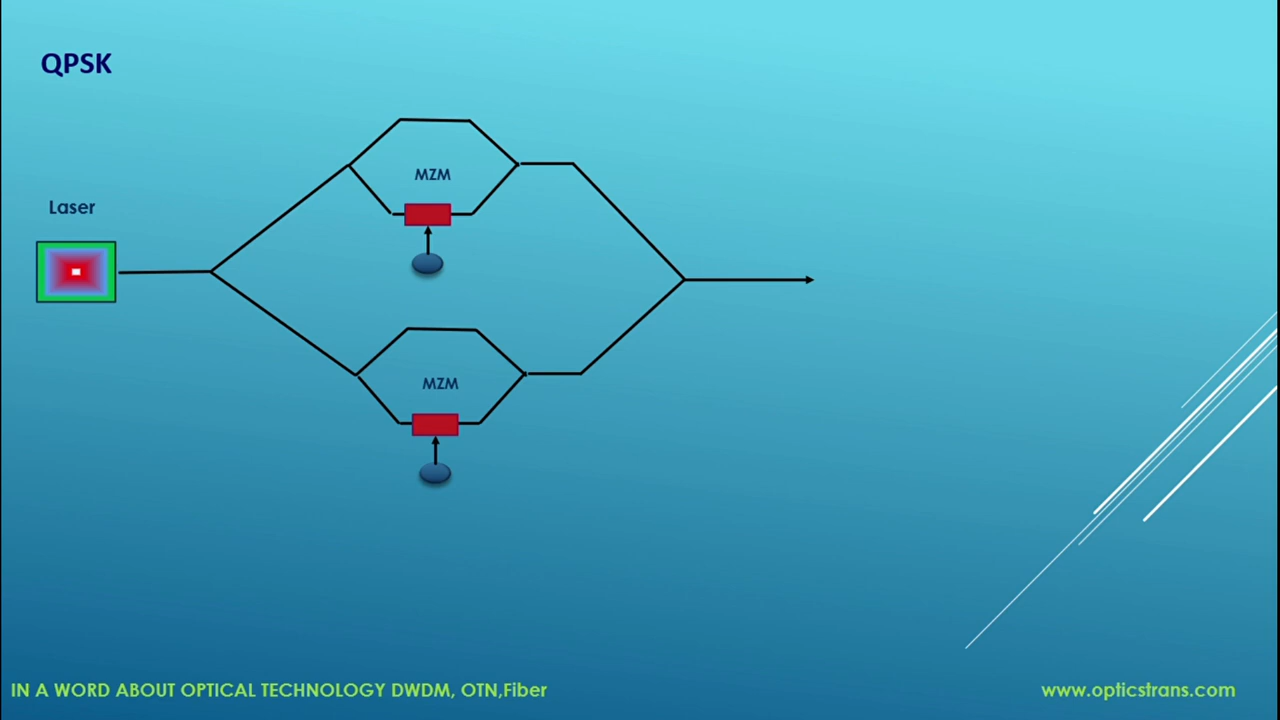 QPSK
MZM
Laser
MZM
IN A WORD ABOUT OPTICAL TECHNOLOGY DWDM, OTN,Fiber
www.opticstrans.com